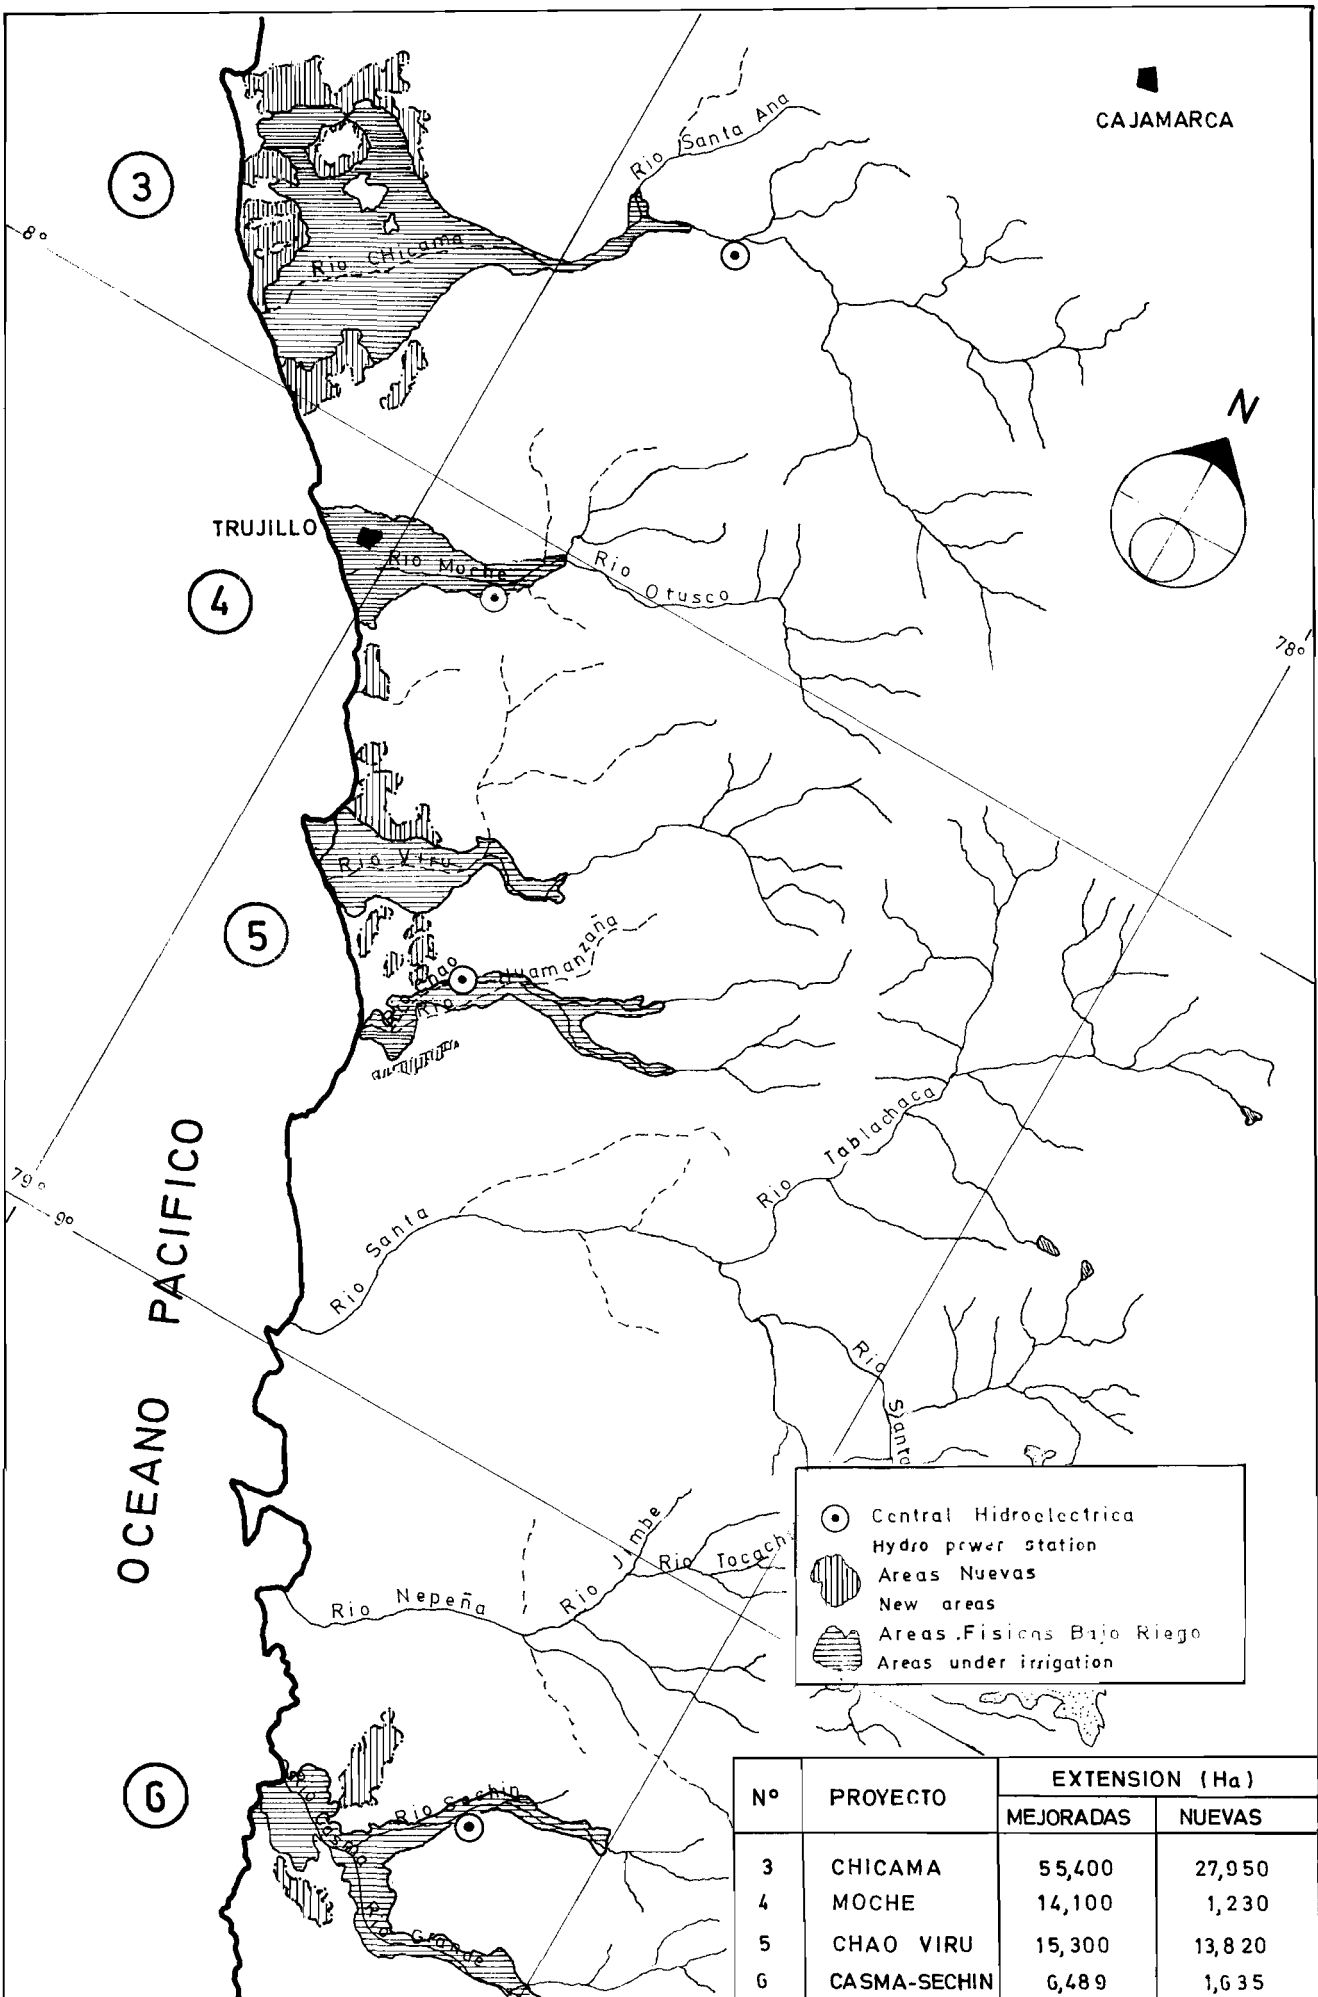 CAJAMARCA
Rio Santa Ana
3
8°
Rio CHicama
N
TRUJILLO
Rio Moche
Rio Otusco
4
78°
Rio Viru
5
Rio Chao
Rio Huamanzaña
Rio Tablachaca
79°
9°
Rio Santa
OCEANO PACIFICO
Rio Santa
Rio Jimbe
Rio Tocach
Rio Nepeña
Central Hidroelectrica
Hydro power station
Areas Nuevas
New areas
Areas Fisicas Bajo Riego
Areas under irrigation
6
Rio Sechin
Rio Casma
Rio Grande
N° PROYECTO EXTENSION (Ha)
MEJORADAS NUEVAS
3 CHICAMA 55,400 27,950
4 MOCHE 14,100 1,230
5 CHAO VIRU 15,300 13,820
6 CASMA-SECHIN 6,489 1,635